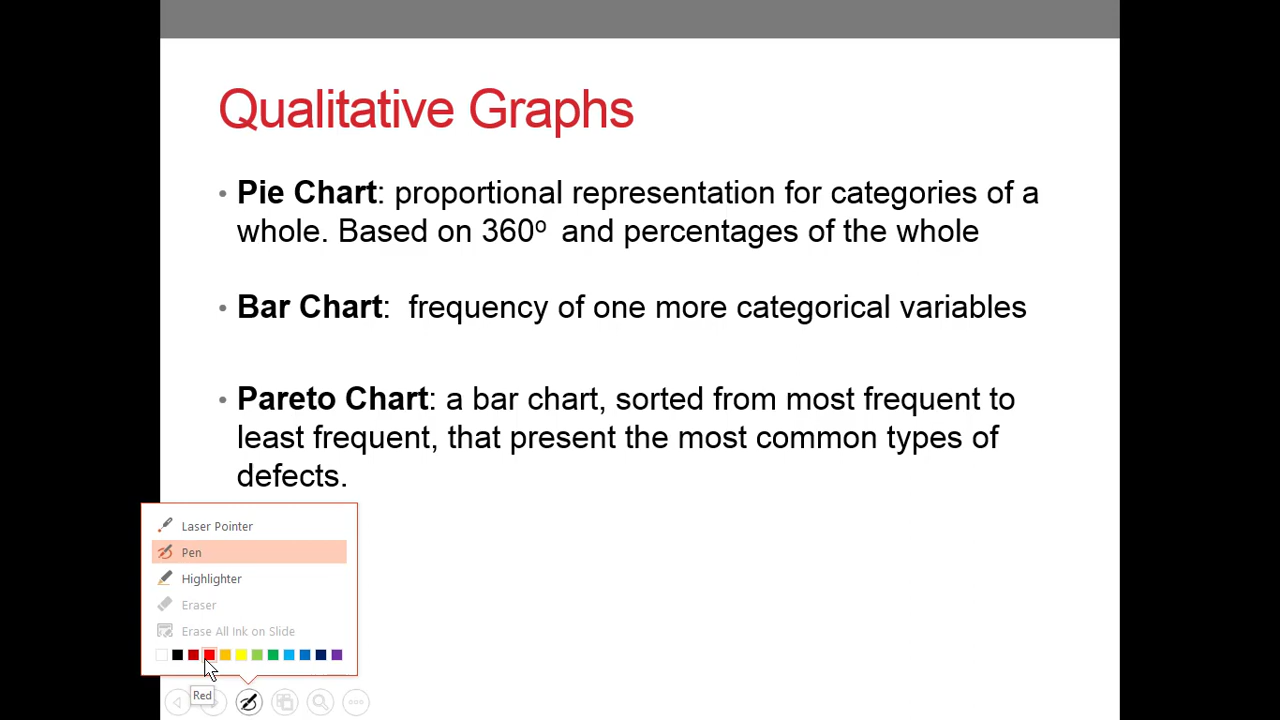 Qualitative Graphs
• Pie Chart: proportional representation for categories of a
whole. Based on 360º and percentages of the whole
• Bar Chart: frequency of one more categorical variables
• Pareto Chart: a bar chart, sorted from most frequent to
least frequent, that present the most common types of
defects.
Laser Pointer
Pen
Highlighter
Eraser
Erase All Ink on Slide
Red